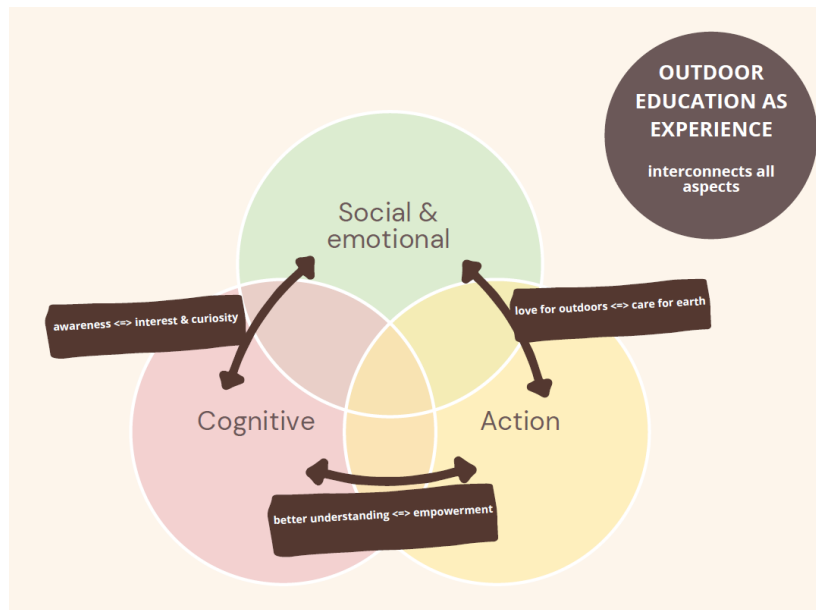 OUTDOOR
EDUCATION AS
EXPERIENCE
interconnects all
aspects
Social &
emotional
awareness <=> interest & curiosity
love for outdoors <=> care for earth
Cognitive
Action
better understanding <=> empowerment